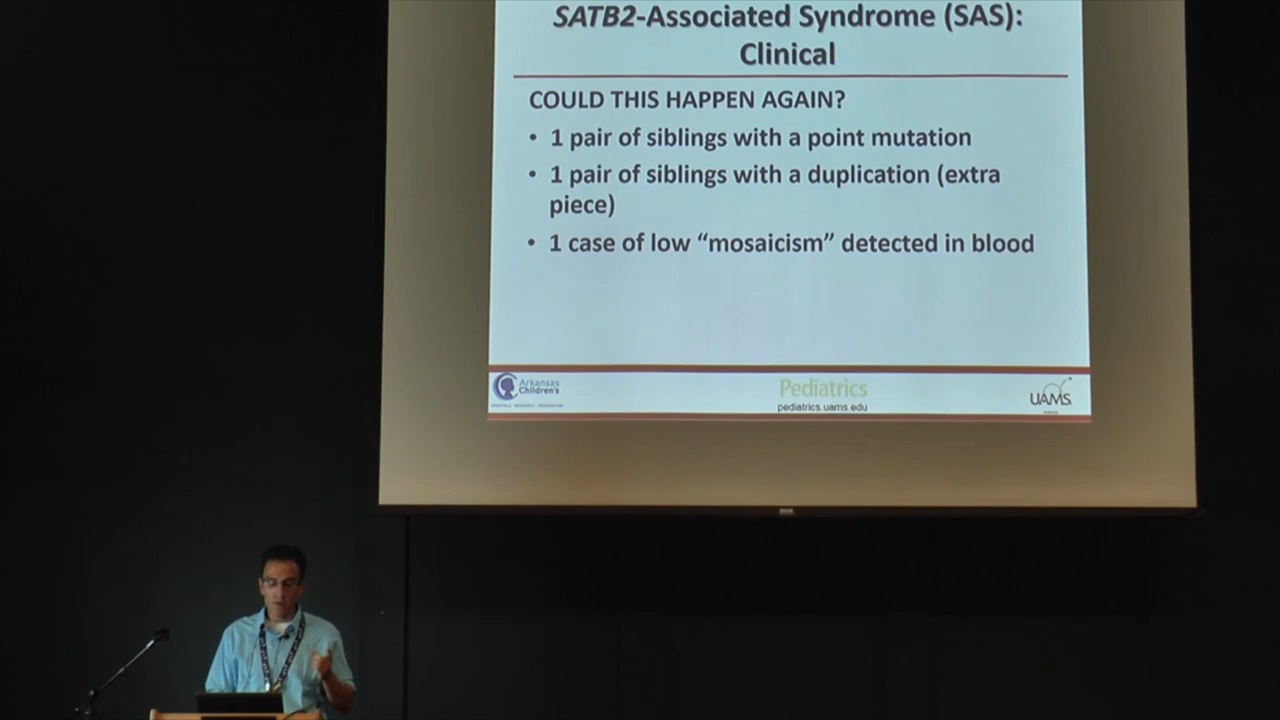 SATB2-Associated Syndrome (SAS):
Clinical
COULD THIS HAPPEN AGAIN?
• 1 pair of siblings with a point mutation
• 1 pair of siblings with a duplication (extra
piece)
• 1 case of low “mosaicism” detected in blood
Arkansas
Children's
Pediatrics
pediatrics.uams.edu
UAMS